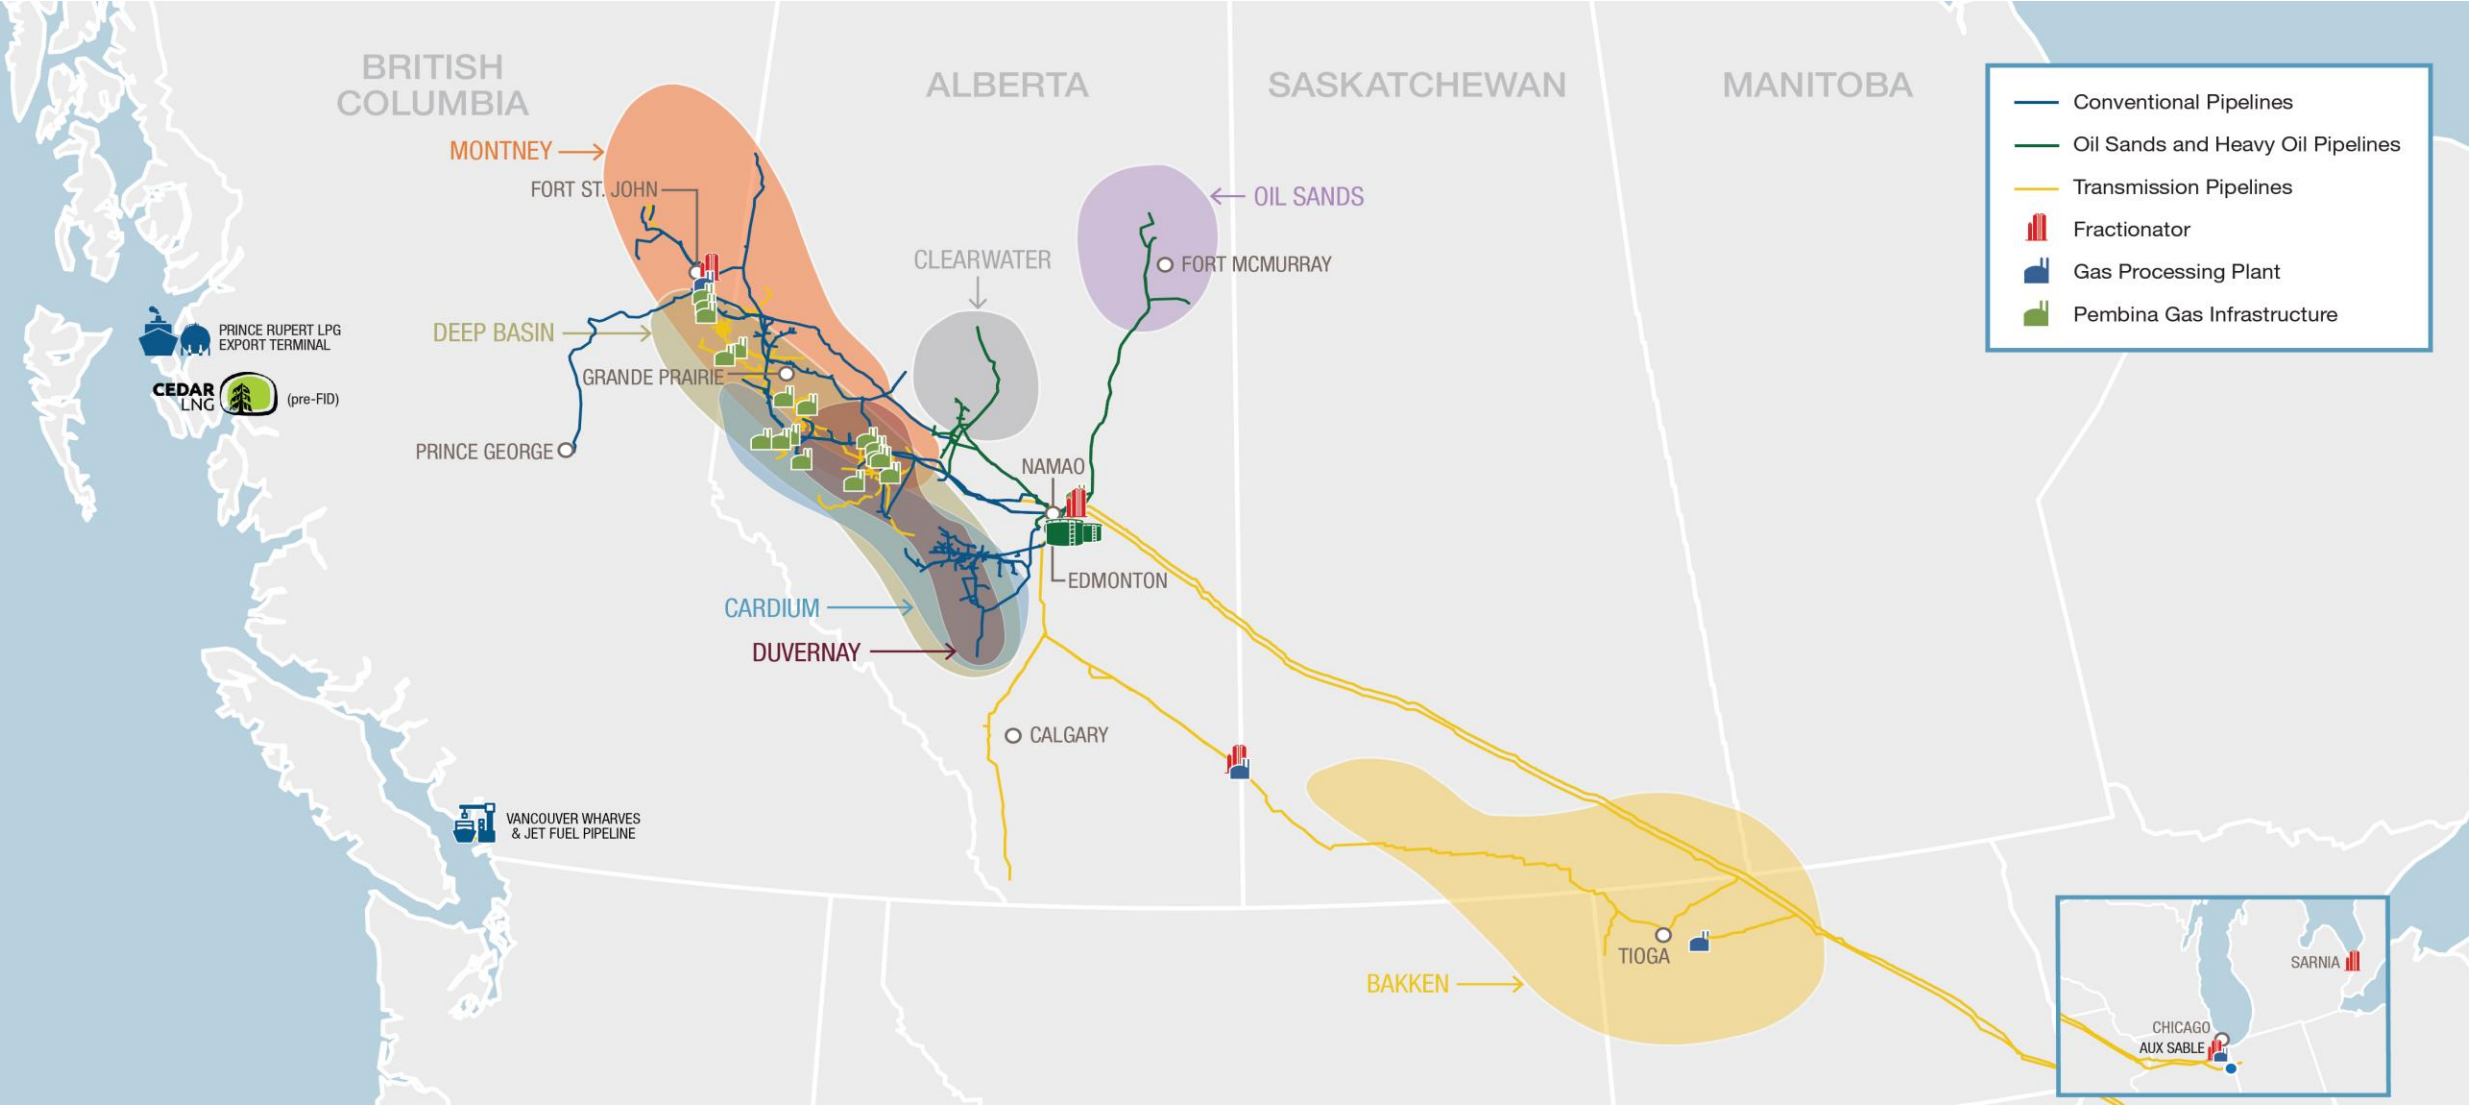 BRITISH
COLUMBIA
ALBERTA
SASKATCHEWAN
MANITOBA
Conventional Pipelines
Oil Sands and Heavy Oil Pipelines
Transmission Pipelines
Fractionator
Gas Processing Plant
Pembina Gas Infrastructure
MONTNEY
FORT ST. JOHN
OIL SANDS
CLEARWATER
FORT MCMURRAY
DEEP BASIN
PRINCE RUPERT LPG
EXPORT TERMINAL
GRANDE PRAIRIE
CEDAR
LNG
(pre-FID)
PRINCE GEORGE
NAMAO
EDMONTON
CARDIUM
DUVERNAY
CALGARY
VANCOUVER WHARVES
& JET FUEL PIPELINE
TIOGA
BAKKEN
SARNIA
CHICAGO
AUX SABLE